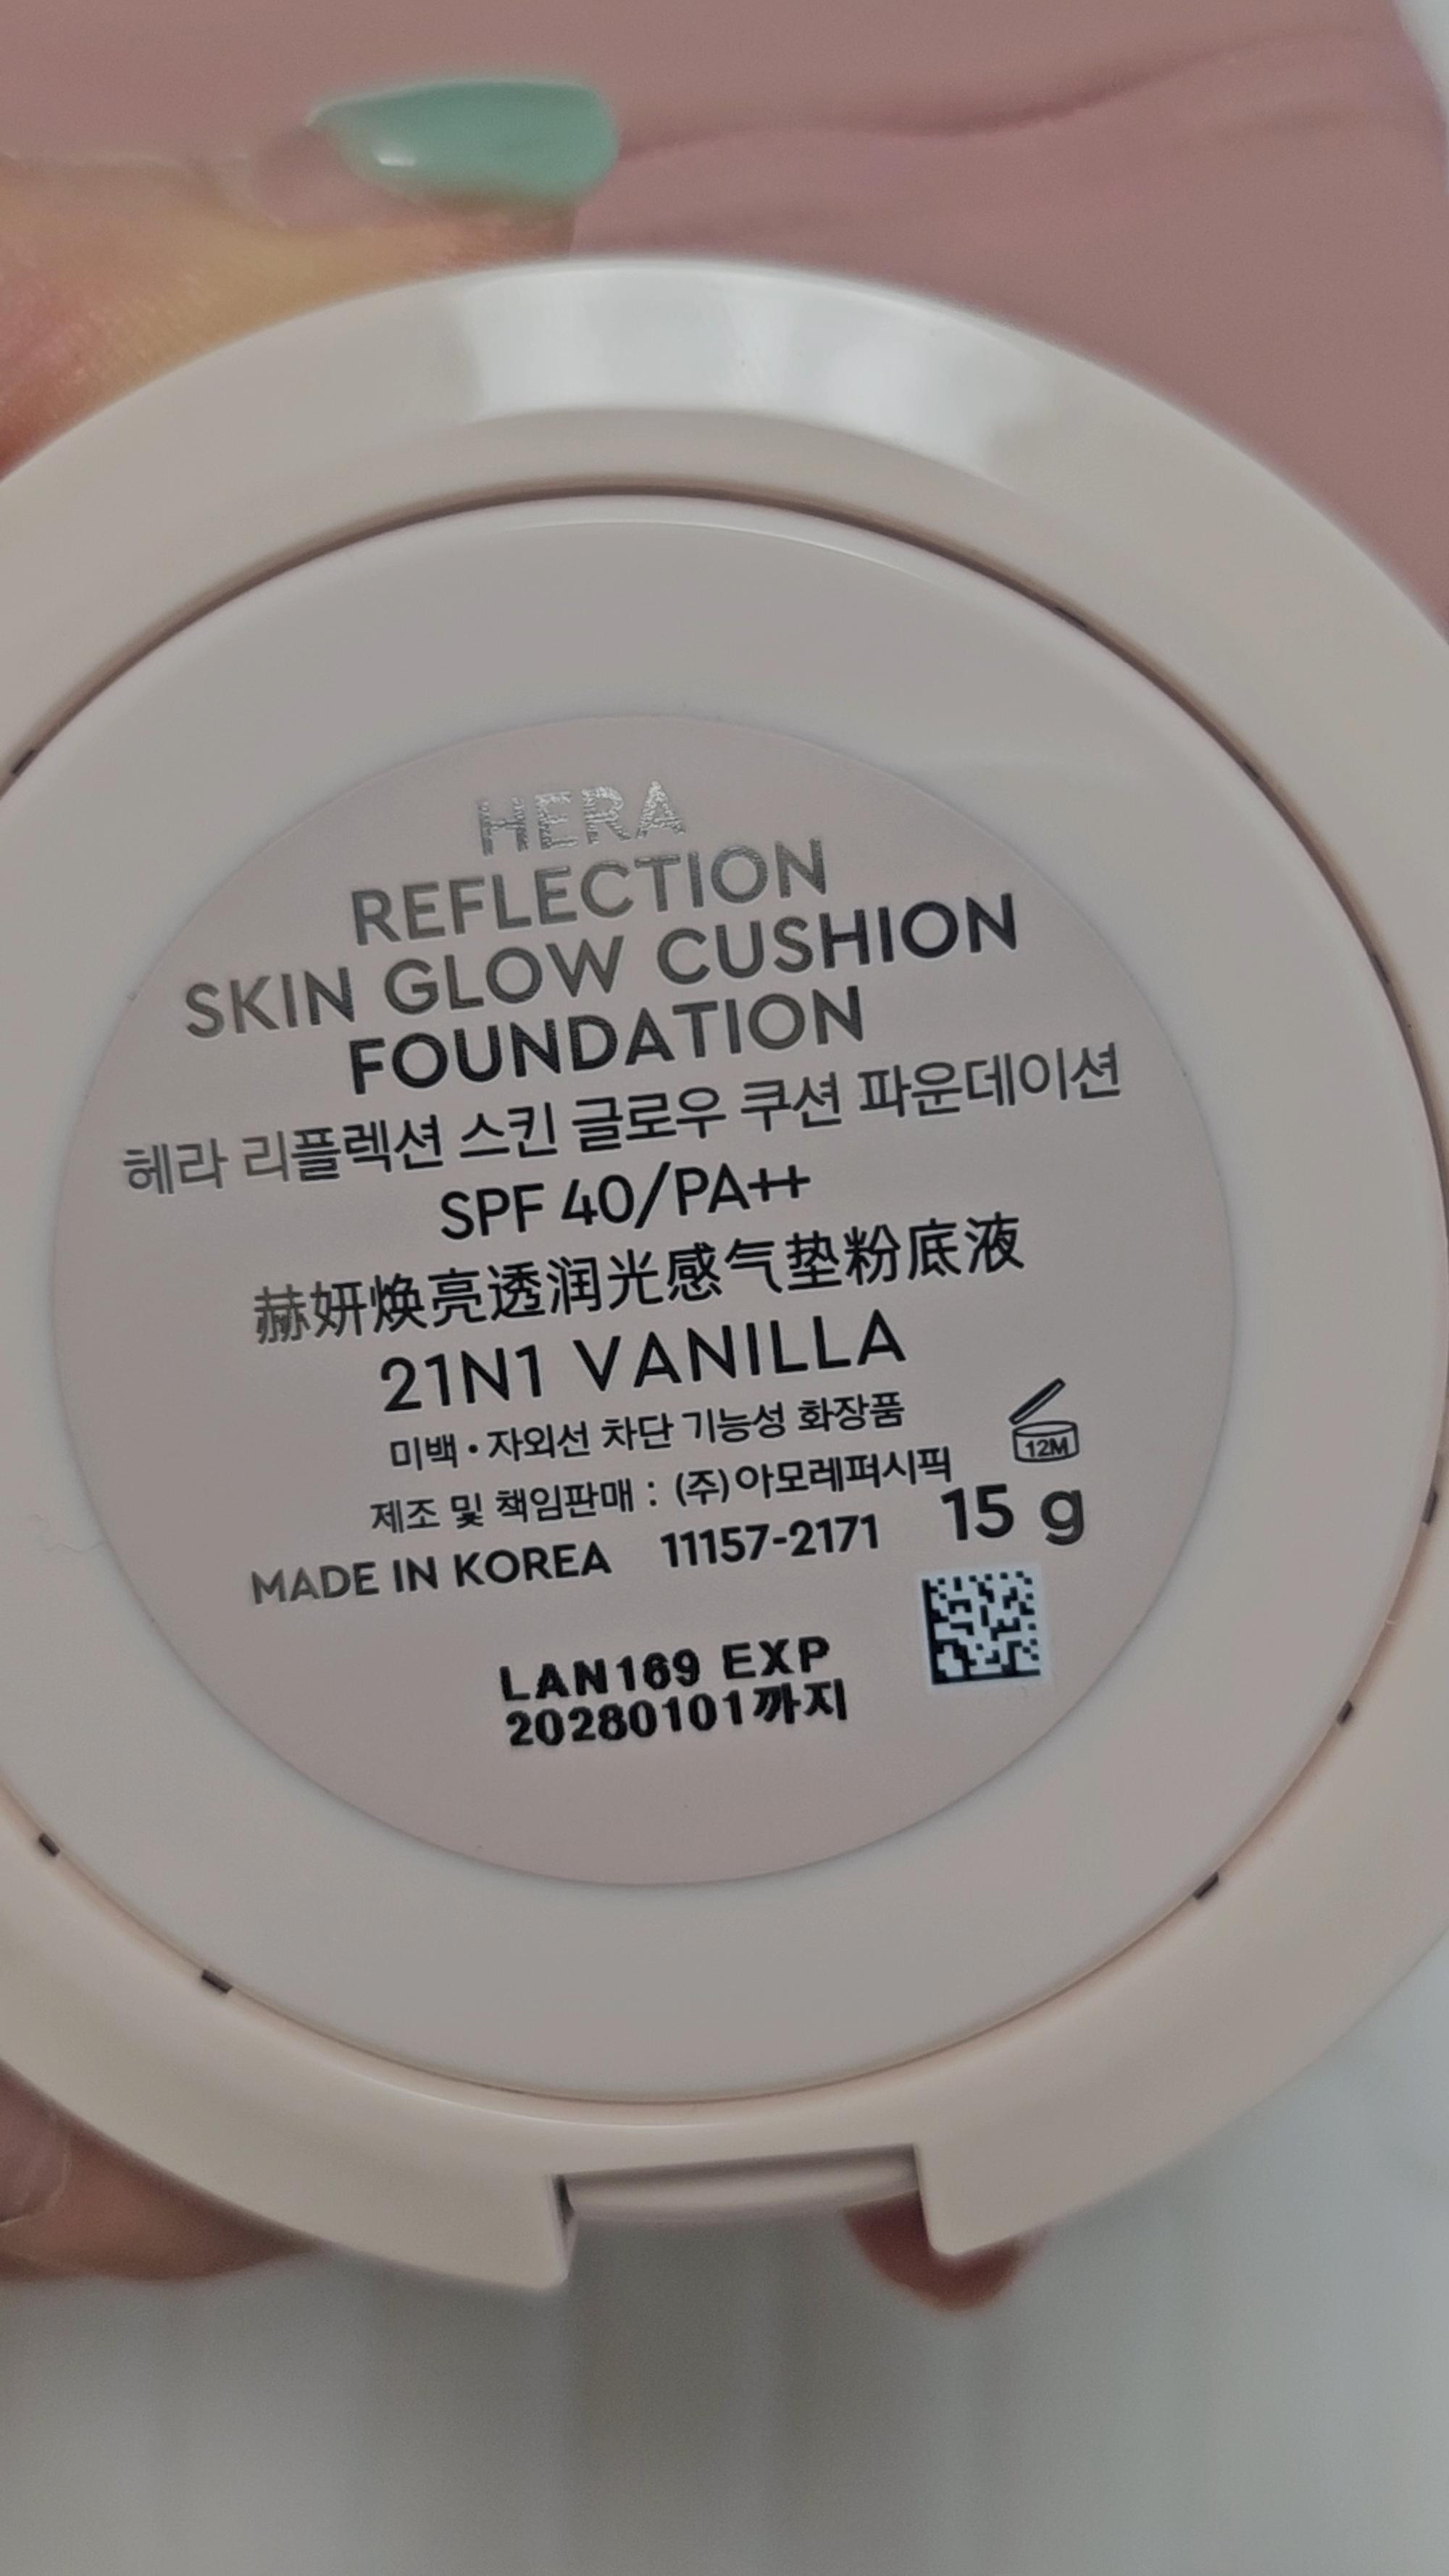 HERA
REFLECTION
SKIN GLOW CUSHION
FOUNDATION
헤라 리플렉션 스킨 글로우 쿠션 파운데이션
SPF 40/PA++
赫妍焕亮透润光感气垫粉底液
21N1 VANILLA
미백·자외선 차단 기능성 화장품
12M
제조 및 책임판매 : (주)아모레퍼시픽
15 g
MADE IN KOREA 11157-2171
LAN169 EXP
20280101까지